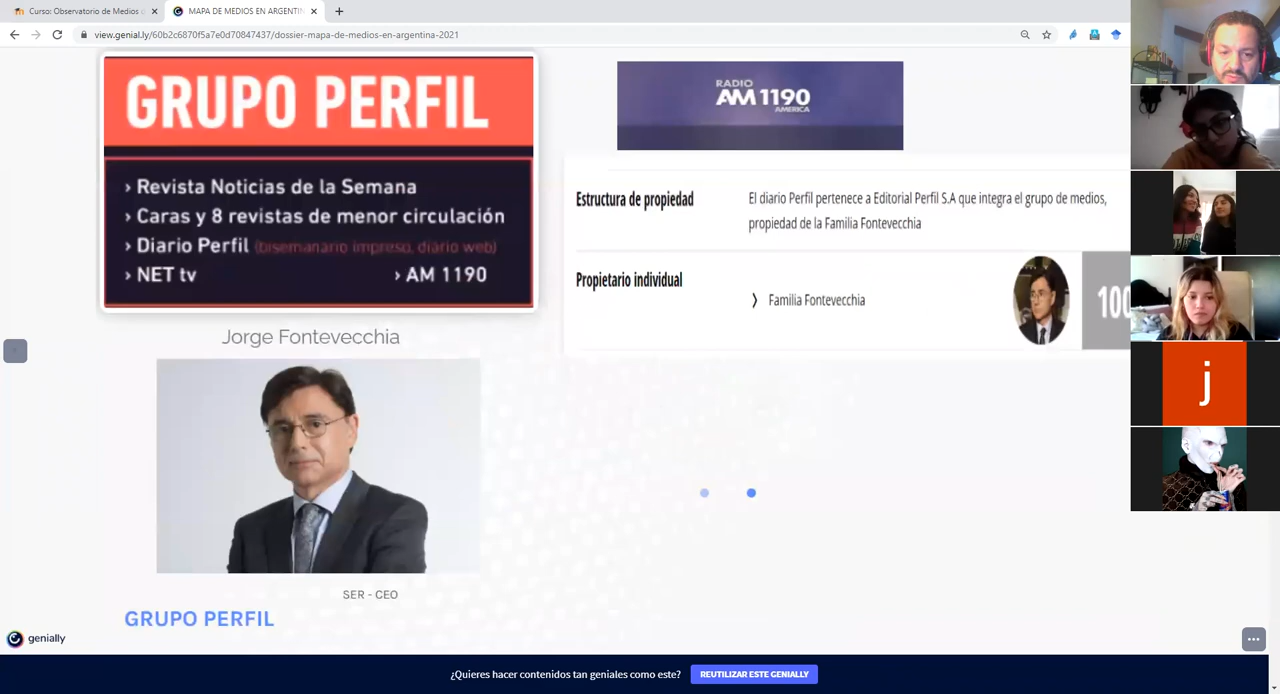 Curso: Observatorio de Medios
MAPA DE MEDIOS EN ARGENTIN
view.genial.ly/60b2c6870f5a7e0d70847437/dossier-mapa-de-medios-en-argentina-2021
GRUPO PERFIL
› Revista Noticias de la Semana
› Caras y 8 revistas de menor circulación
› Diario Perfil (bisemanario impreso, diario web)
› NET tv › AM 1190
RADIO
AM 1190
AMERICA
Estructura de propiedad
El diario Perfil pertenece a Editorial Perfil S.A que integra el grupo de medios,
propiedad de la Familia Fontevecchia
Propietario individual
❭ Familia Fontevecchia
100
Jorge Fontevecchia
SER - CEO
GRUPO PERFIL
genially
¿Quieres hacer contenidos tan geniales como este?
REUTILIZAR ESTE GENIALLY
j